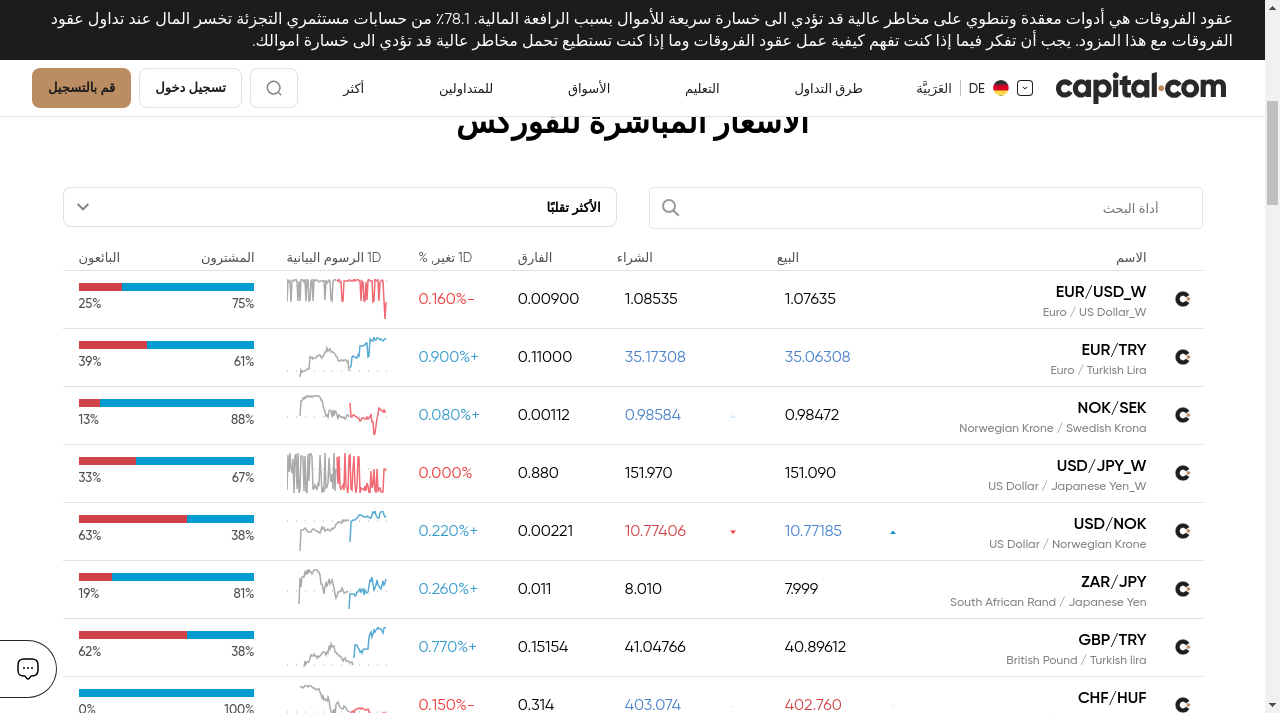 عقود الفروقات هي أدوات معقدة وتنطوي على مخاطر عالية قد تؤدي الى خسارة سريعة للأموال بسبب الرافعة المالية. 78.1٪ من حسابات مستثمري التجزئة تخسر المال عند تداول عقود
الفروقات مع هذا المزود. يجب أن تفكر فيما إذا كنت تفهم كيفية عمل عقود الفروقات وما إذا كنت تستطيع تحمل مخاطر عالية قد تؤدي الى خسارة اموالك.
capital.com
DE العَرَبيَّة
طرق التداول
التعليم
الأسواق
للمتداولين
أكثر
تسجيل دخول
قم بالتسجيل
الأسعار المباشرة للفوركس
أداة البحث
الأكثر تقلبًا
الاسم البيع الشراء الفارق 1D تغير, % 1D الرسوم البيانية المشترون البائعون
EUR/USD_W 1.07635 1.08535 0.00900 0.160%- 75% 25%
Euro / US Dollar_W
EUR/TRY 35.06308 35.17308 0.11000 0.900%+ 61% 39%
Euro / Turkish Lira
NOK/SEK 0.98472 0.98584 0.00112 0.080%+ 88% 13%
Norwegian Krone / Swedish Krona
USD/JPY_W 151.090 151.970 0.880 0.000% 67% 33%
US Dollar / Japanese Yen_W
USD/NOK 10.77185 10.77406 0.00221 0.220%+ 38% 63%
US Dollar / Norwegian Krone
ZAR/JPY 7.999 8.010 0.011 0.260%+ 81% 19%
South African Rand / Japanese Yen
GBP/TRY 40.89612 41.04766 0.15154 0.770%+ 38% 62%
British Pound / Turkish lira
CHF/HUF 402.760 403.074 0.314 0.150%- 100% 0%